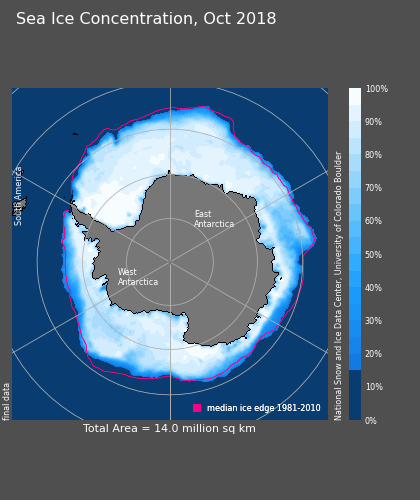 Sea Ice Concentration, Oct 2018
100%
90%
80%
70%
60%
50%
40%
30%
20%
10%
0%
South America
East
Antarctica
West
Antarctica
National Snow and Ice Data Center, University of Colorado Boulder
final data
median ice edge 1981-2010
Total Area = 14.0 million sq km